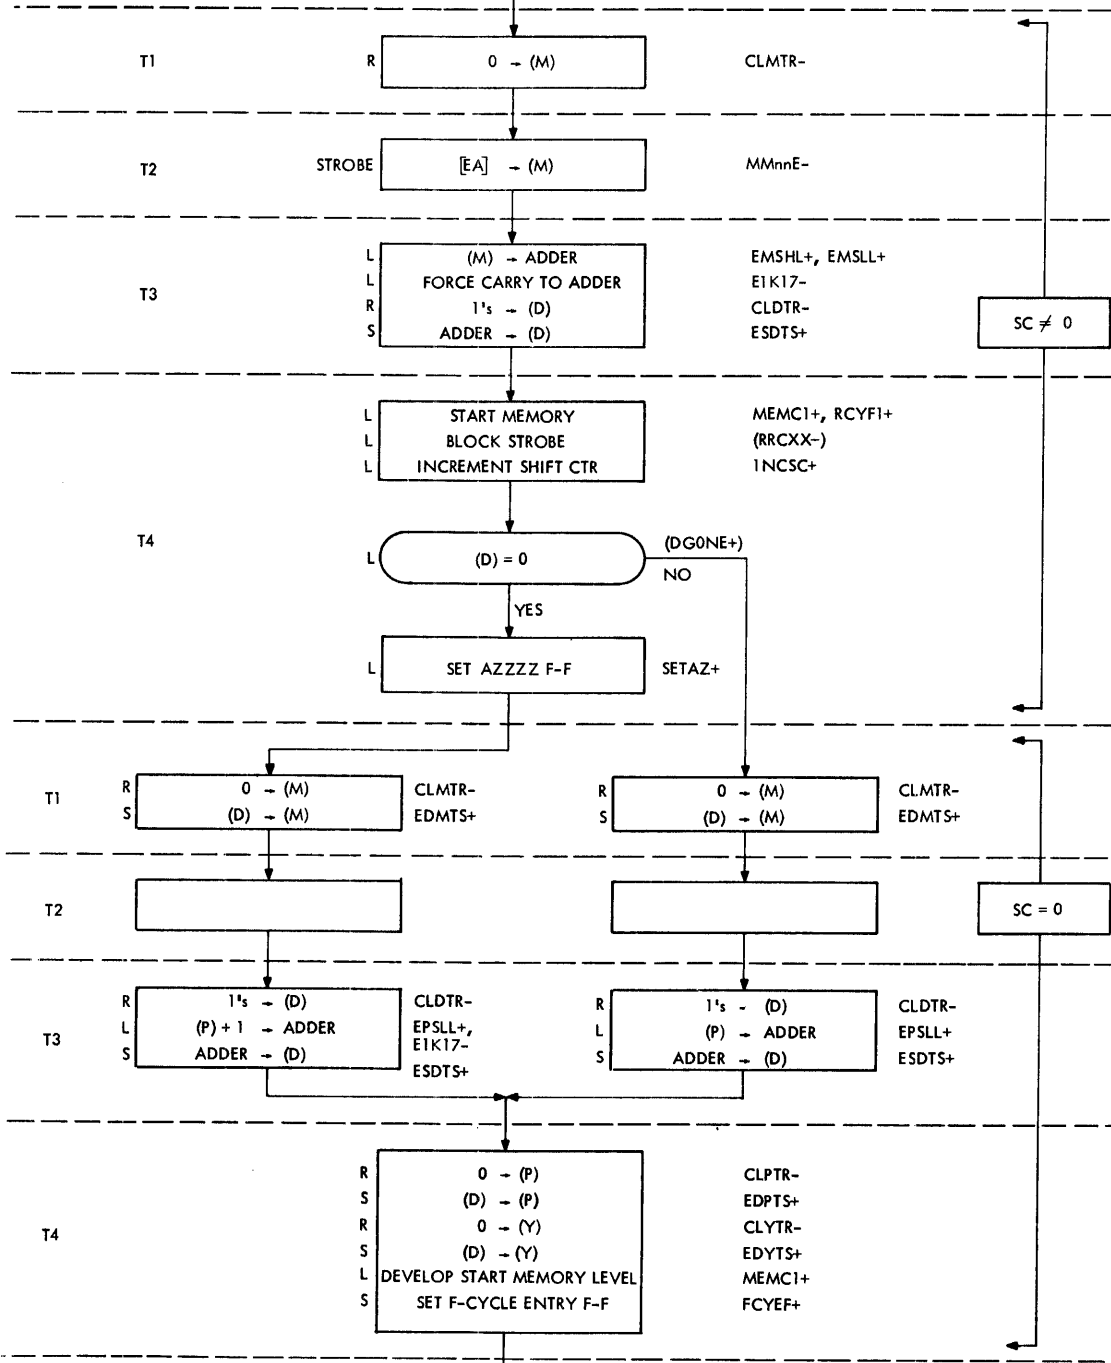 T1 R 0 → (M) CLMTR-
T2 STROBE [EA] → (M) MMnnE-
L (M) → ADDER EMSHL+, EMSLL+
L FORCE CARRY TO ADDER E1K17-
T3 R 1's → (D) CLDTR-
S ADDER → (D) ESDTS+
SC ≠ 0
L START MEMORY MEMC1+, RCYF1+
L BLOCK STROBE (RRCXX-)
L INCREMENT SHIFT CTR 1NCSC+
T4
L (D) = 0 (DG0NE+)
NO
YES
L SET AZZZZ F-F SETAZ+
T1 R 0 → (M) CLMTR- R 0 → (M) CLMTR-
S (D) → (M) EDMTS+ S (D) → (M) EDMTS+
T2 SC = 0
R 1's → (D) CLDTR- R 1's - (D) CLDTR-
T3 L (P) + 1 → ADDER EPSLL+, L (P) → ADDER EPSLL+
E1K17-
S ADDER → (D) ESDTS+ S ADDER → (D) ESDTS+
R 0 → (P) CLPTR-
S (D) → (P) EDPTS+
T4 R 0 → (Y) CLYTR-
S (D) → (Y) EDYTS+
L DEVELOP START MEMORY LEVEL MEMC1+
S SET F-CYCLE ENTRY F-F FCYEF+